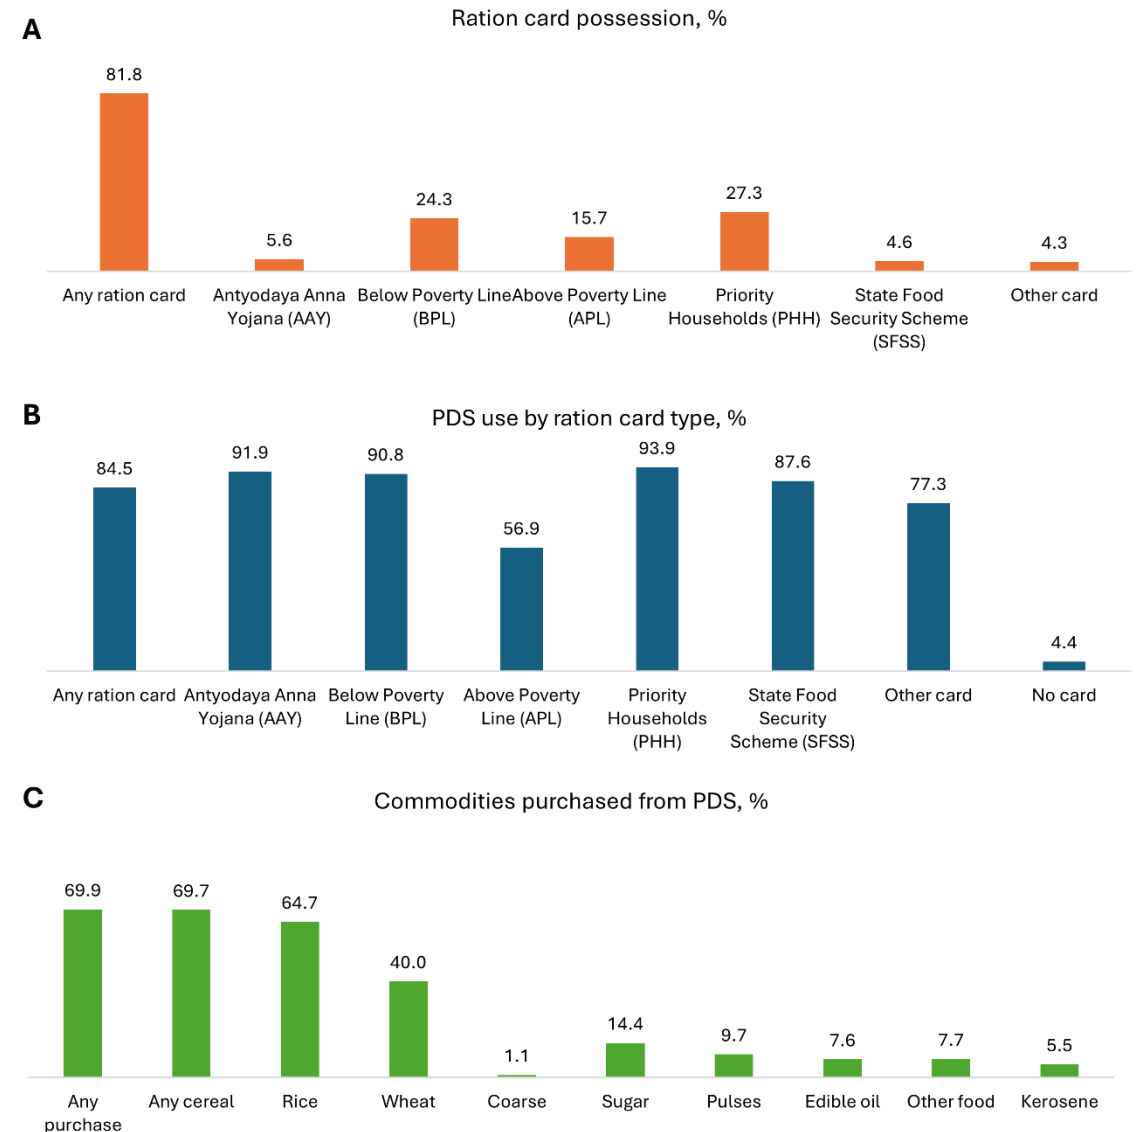 A
Ration card possession, %
81.8
5.6
24.3
15.7
27.3
4.6
4.3
Any ration card
Antyodaya Anna
Yojana (AAY)
Below Poverty Line
(BPL)
Above Poverty Line
(APL)
Priority
Households (PHH)
State Food
Security Scheme
(SFSS)
Other card
B
PDS use by ration card type, %
84.5
91.9
90.8
56.9
93.9
87.6
77.3
4.4
Any ration card
Antyodaya Anna
Yojana (AAY)
Below Poverty
Line (BPL)
Above Poverty
Line (APL)
Priority
Households
(PHH)
State Food
Security
Scheme (SFSS)
Other card
No card
C
Commodities purchased from PDS, %
69.9
69.7
64.7
40.0
1.1
14.4
9.7
7.6
7.7
5.5
Any
purchase
Any cereal
Rice
Wheat
Coarse
Sugar
Pulses
Edible oil
Other food
Kerosene